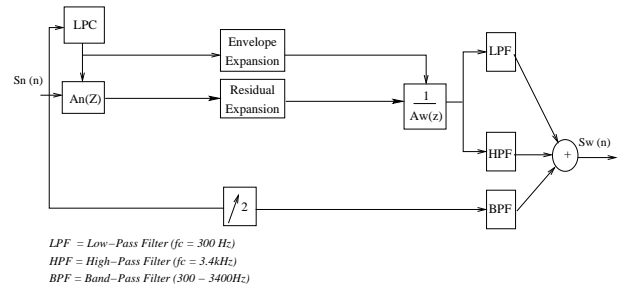 LPC
Envelope
Expansion
LPF
Sn (n)
An(Z)
Residual
Expansion
1
Aw(z)
HPF
+
Sw (n)
2
BPF
LPF = Low–Pass Filter (fc = 300 Hz)
HPF = High–Pass Filter (fc = 3.4kHz)
BPF = Band–Pass Filter (300 – 3400Hz)